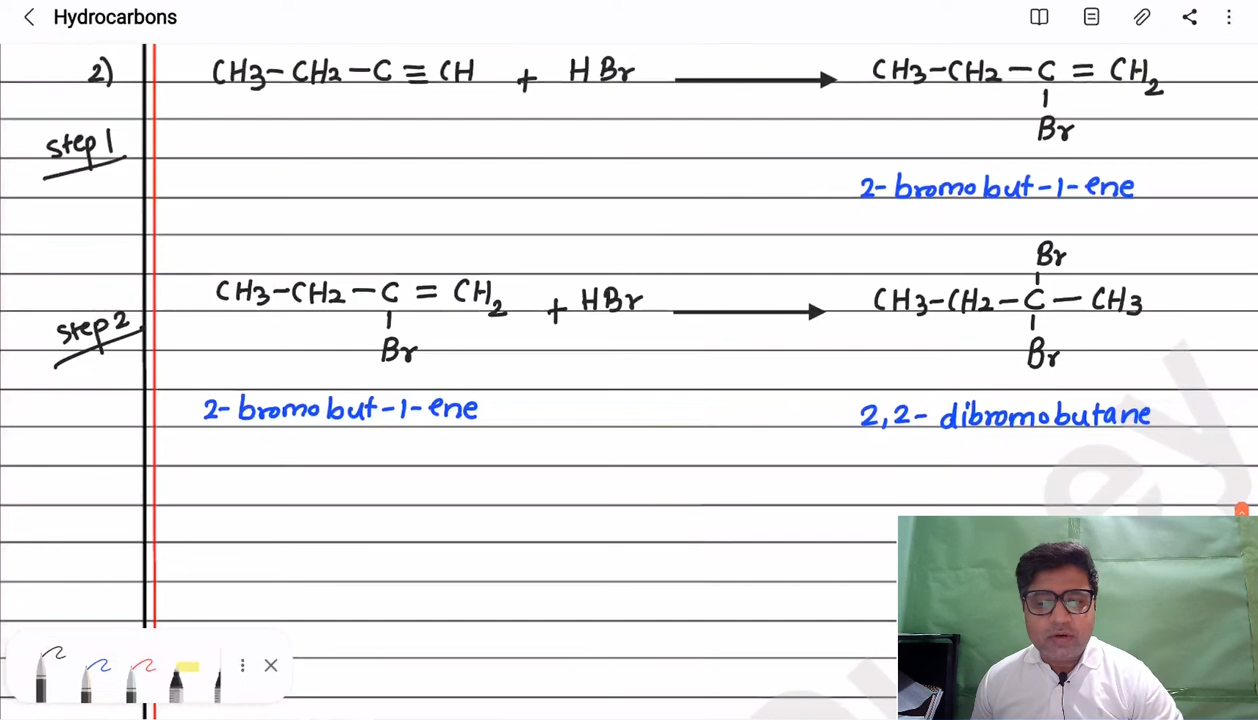 Hydrocarbons
2) CH3-CH2-C≡CH + HBr ⟶ CH3-CH2-C=CH2
Br
step 1
2-bromobut-1-ene
Br
CH3-CH2-C=CH2 + HBr ⟶ CH3-CH2-C-CH3
step 2
Br Br
2-bromobut-1-ene 2,2-dibromobutane